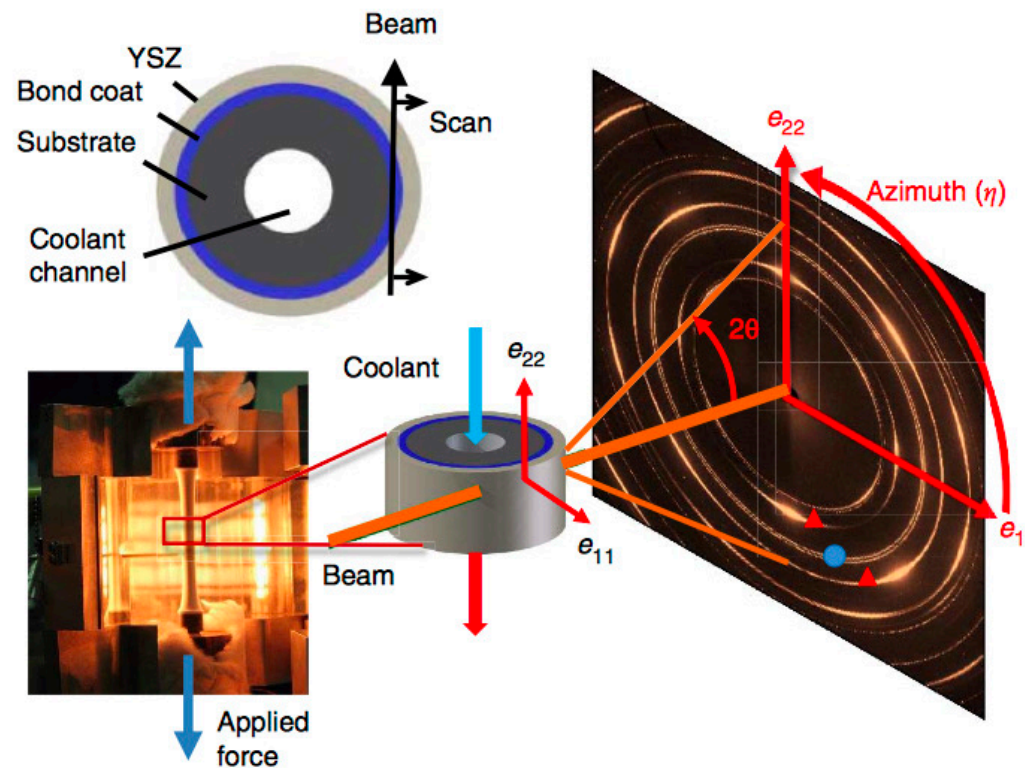 Beam
YSZ
Bond coat
Scan
Substrate
Coolant
channel
e22
Azimuth (η)
2θ
Coolant
e22
e11
e1
Beam
Applied
force